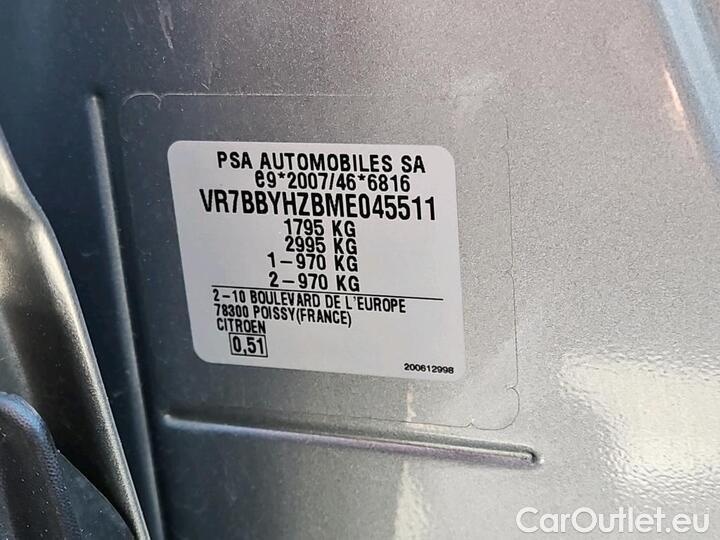 PSA AUTOMOBILES SA
e9*2007/46*6816
VR7BBYHZBME045511
1795 KG
2995 KG
1-970 KG
2-970 KG
2-10 BOULEVARD DE L'EUROPE
78300 POISSY(FRANCE)
CITROEN
0,51
200612998
CarOutlet.eu